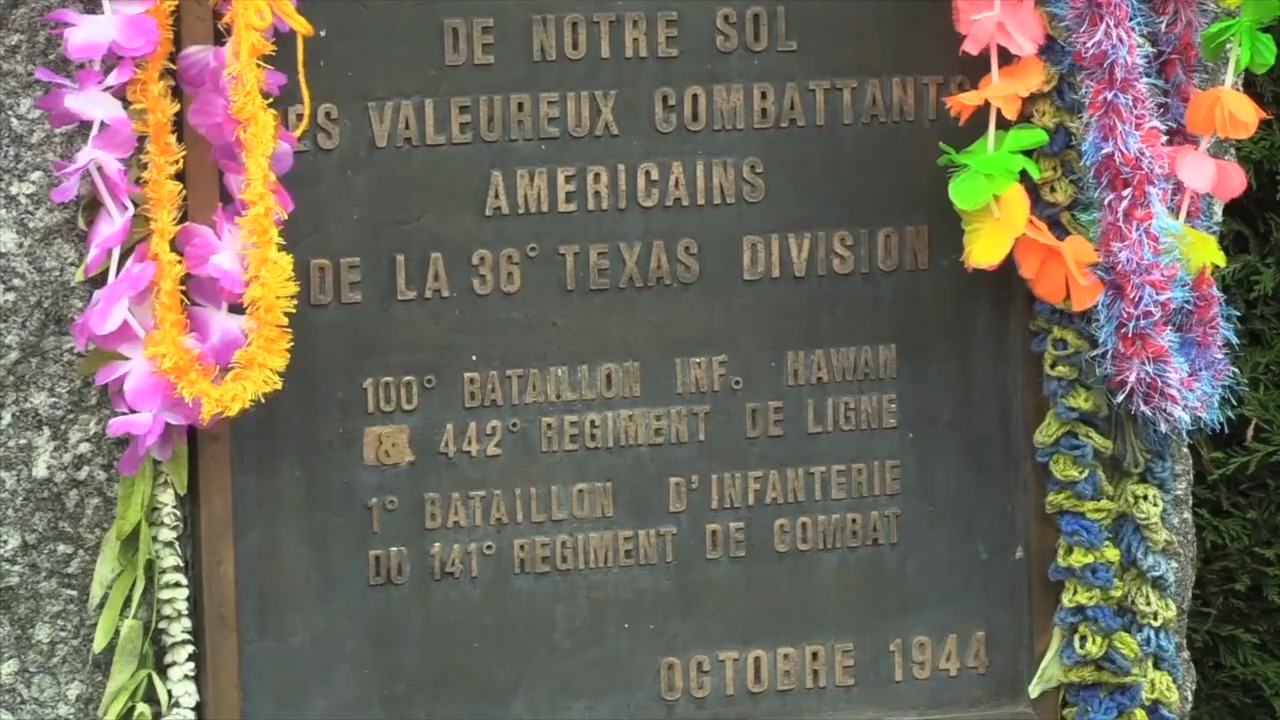 DE NOTRE SOL
ES VALEUREUX COMBATTANTS
AMERICAINS
DE LA 36° TEXAS DIVISION
100° BATAILLON INF. HAWAN
& 442° REGIMENT DE LIGNE
1° BATAILLON D'INFANTERIE
DU 141° REGIMENT DE COMBAT
OCTOBRE 1944